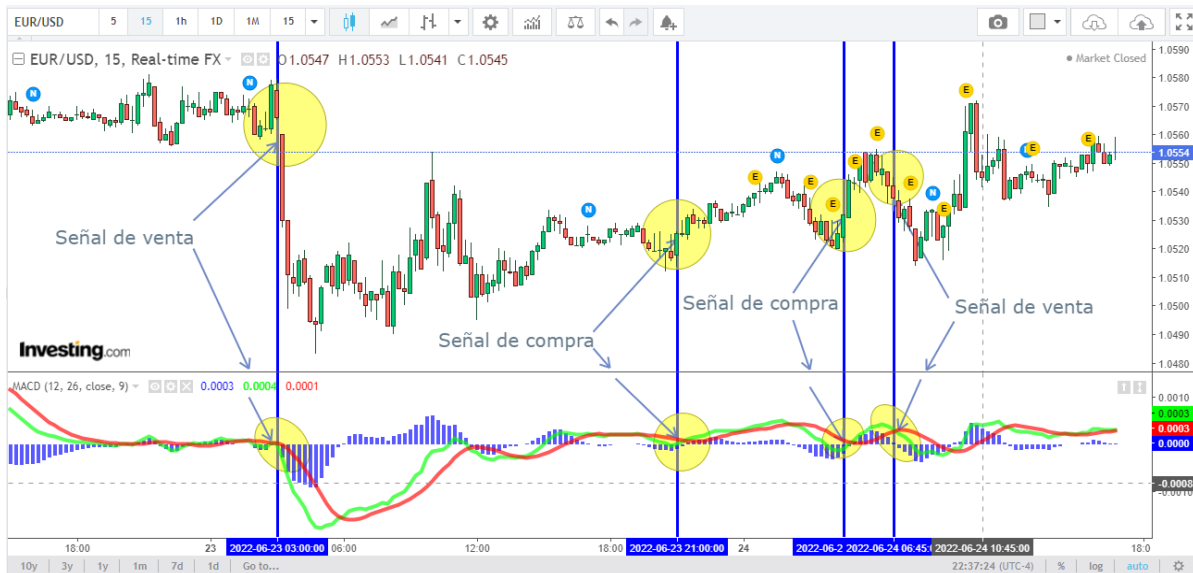 EUR/USD 5 15 1h 1D 1M 15
EUR/USD, 15, Real-time FX O1.0547 H1.0553 L1.0541 C1.0545
Market Closed
1.0590
1.0580
1.0570
1.0560
1.0554
1.0550
1.0540
1.0530
1.0520
1.0510
1.0500
1.0490
1.0480
N N N N N
E E E E E E E E E E
Señal de venta
Señal de compra
Señal de compra
Señal de venta
Investing.com
MACD (12, 26, close, 9) 0.0003 0.0004 0.0001
0.0010
0.0003
0.0003
0.0000
-0.0008
-0.0010
18:00 23 2022-06-23 03:00:00 06:00 12:00 18:00 2022-06-23 21:00:00 24 2022-06-2 2022-06-24 06:45:0 2022-06-24 10:45:00 18:0
10y 3y 1y 1m 7d 1d Go to... 22:37:24 (UTC-4) % log auto